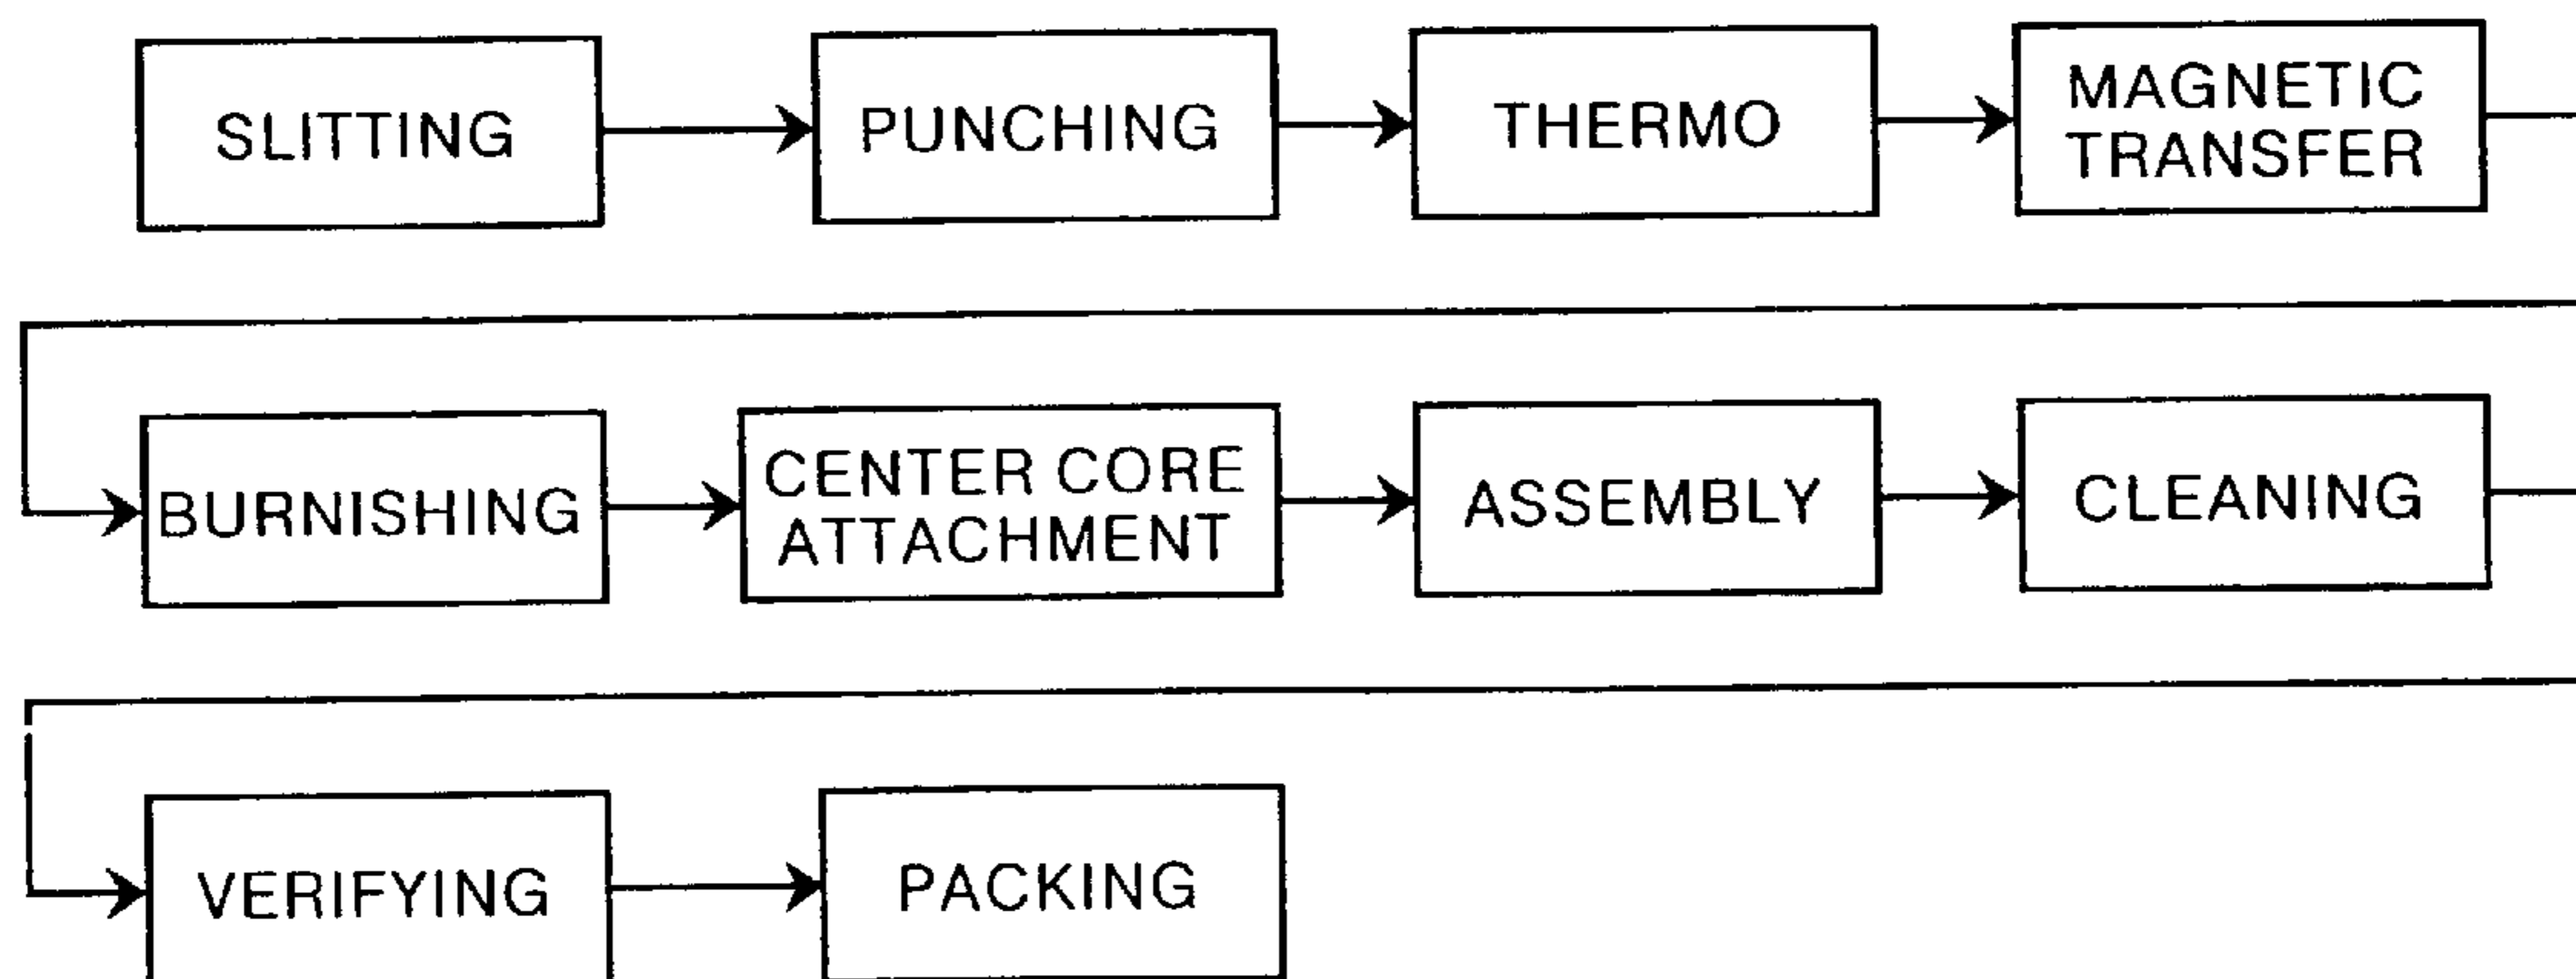 SLITTING
PUNCHING
THERMO
MAGNETIC
TRANSFER
BURNISHING
CENTER CORE
ATTACHMENT
ASSEMBLY
CLEANING
VERIFYING
PACKING